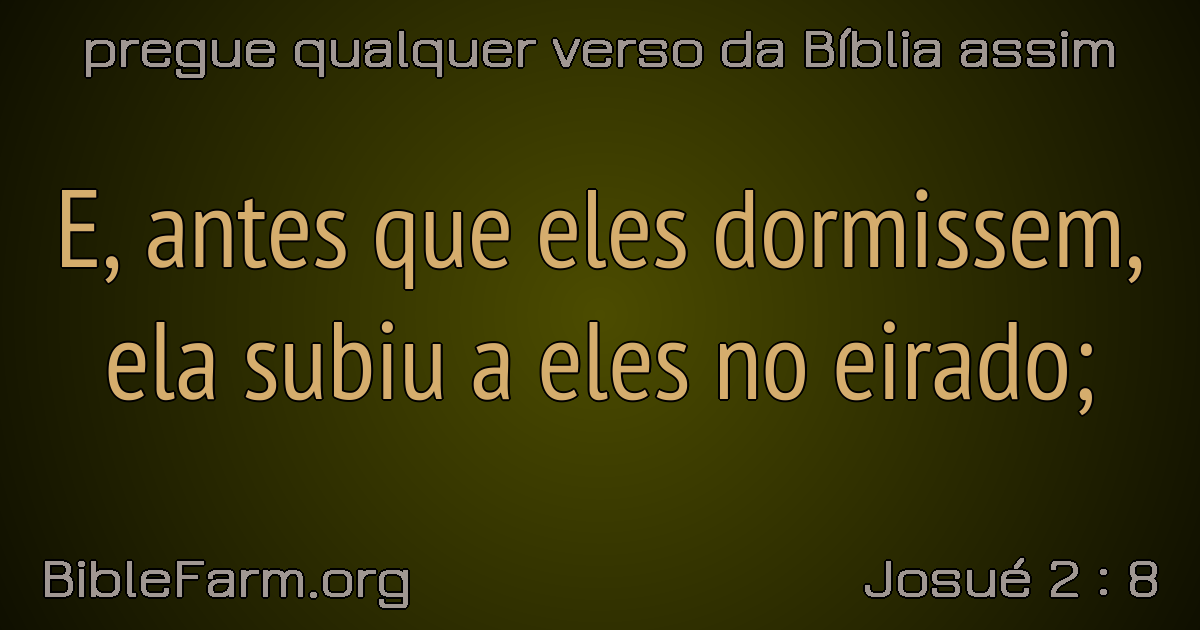 pregue qualquer verso da Bíblia assim
E, antes que eles dormissem,
ela subiu a eles no eirado;
BibleFarm.org
Josué 2 : 8